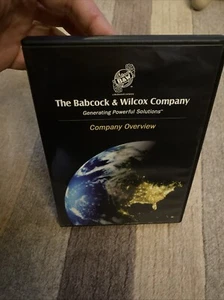 B&W
The Babcock & Wilcox Company
Generating Powerful Solutions®
Company Overview